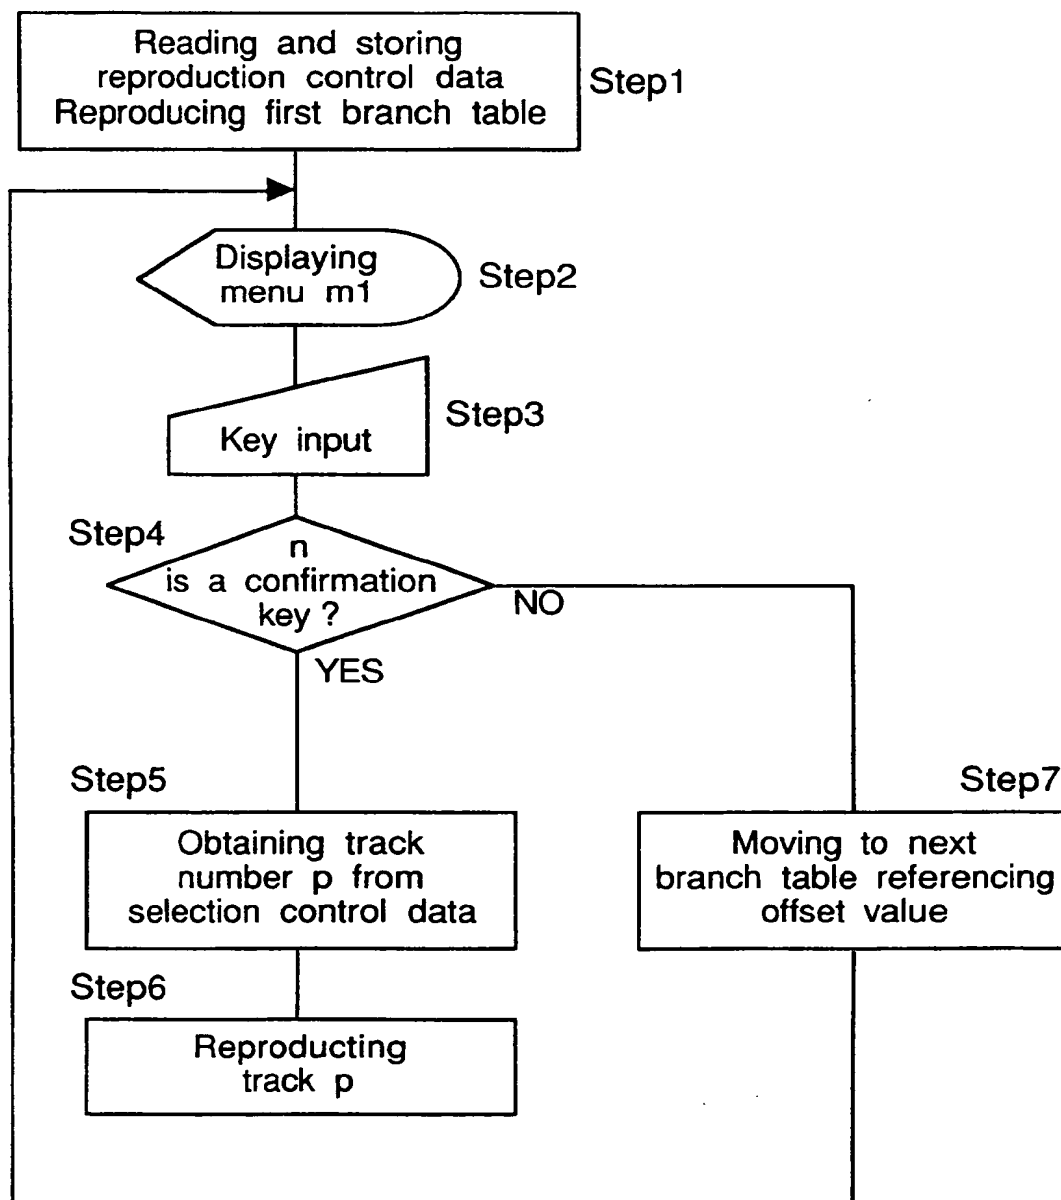 Reading and storing
reproduction control data
Reproducing first branch table
Step1
Displaying
menu m1
Step2
Key input
Step3
Step4
n
is a confirmation
key ?
NO
YES
Step5
Obtaining track
number p from
selection control data
Step7
Moving to next
branch table referencing
offset value
Step6
Reproducting
track p